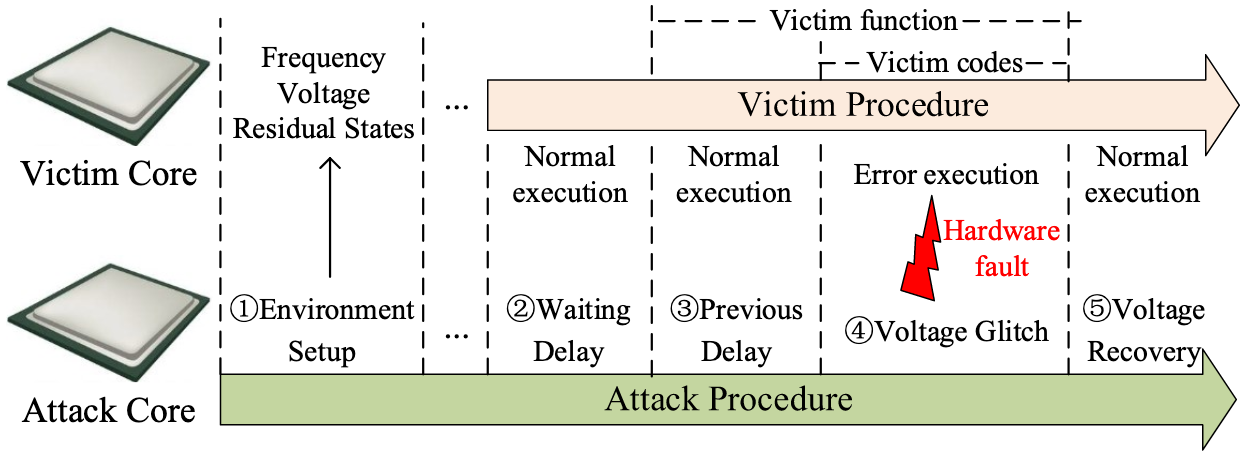 Victim function
Victim codes
Frequency
Voltage
Residual States
...
Victim Procedure
Victim Core
Normal
execution
Normal
execution
Error execution
Normal
execution
Hardware
fault
①Environment
Setup
...
②Waiting
Delay
③Previous
Delay
④Voltage Glitch
⑤Voltage
Recovery
Attack Core
Attack Procedure